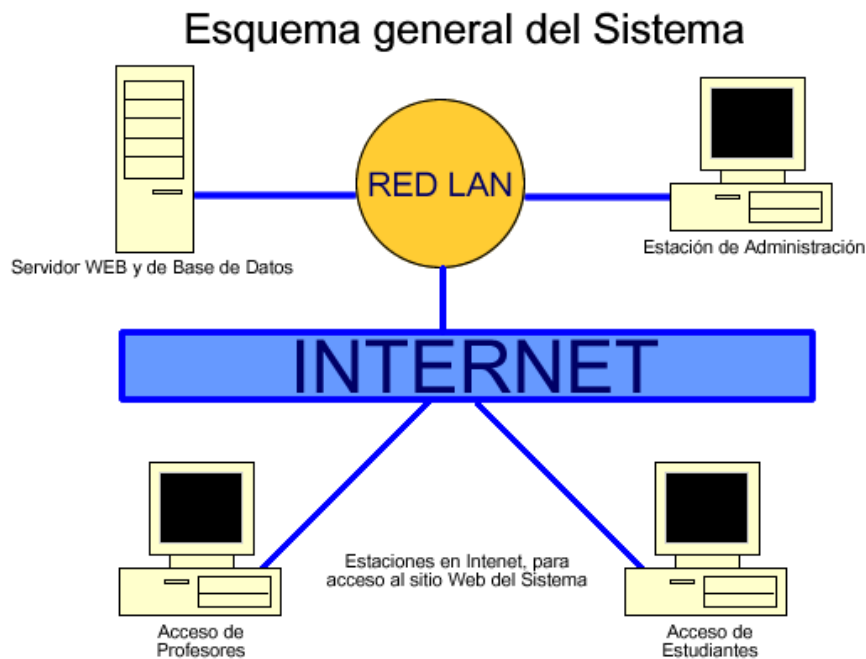 Esquema general del Sistema
RED LAN
Servidor WEB y de Base de Datos
Estación de Administración
INTERNET
Estaciones en Intenet, para
acceso al sitio Web del Sistema
Acceso de
Profesores
Acceso de
Estudiantes